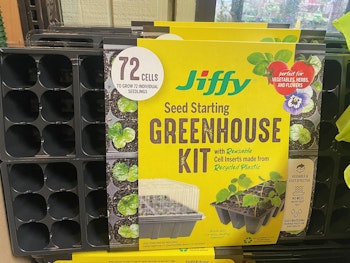 72
CELLS
TO GROW 72 INDIVIDUAL
SEEDLINGS
Jiffy
perfect for
VEGETABLES, HERBS,
AND FLOWERS
Seed Starting
GREENHOUSE
KIT
with Reusable
Cell Inserts made from
Recycled Plastic